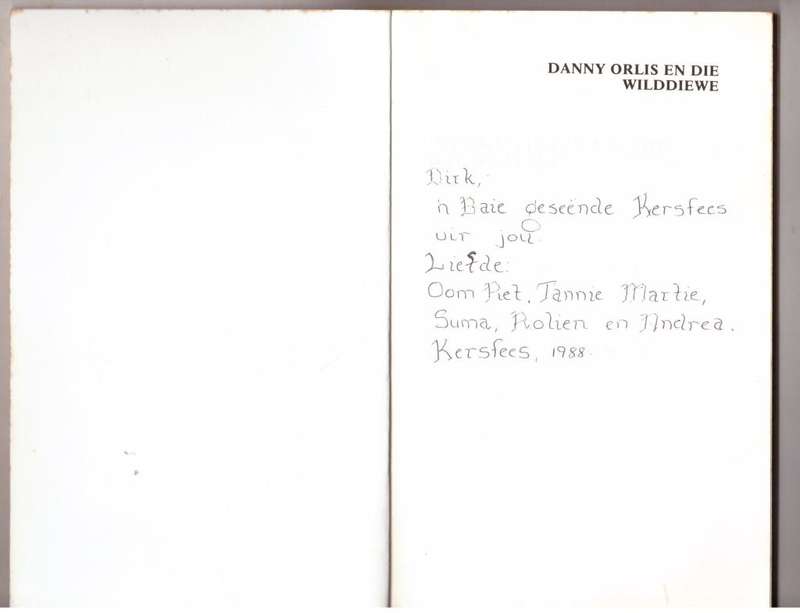 DANNY ORLIS EN DIE
WILDDIEWE
Dirk,
'n Baie geseënde Kersfees
vir jou.
Liefde:
Oom Piet, Tannie Martie,
Suma, Rolien en Andrea.
Kersfees, 1988.